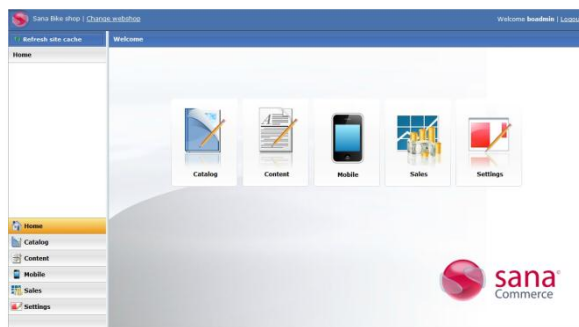 Sana Bike shop | Change webshop
Welcome bsadmin | Logout
Refresh site cache
Welcome
Home
Catalog
Content
Mobile
Sales
Settings
Home
Catalog
Content
Mobile
Sales
Settings
sana
Commerce